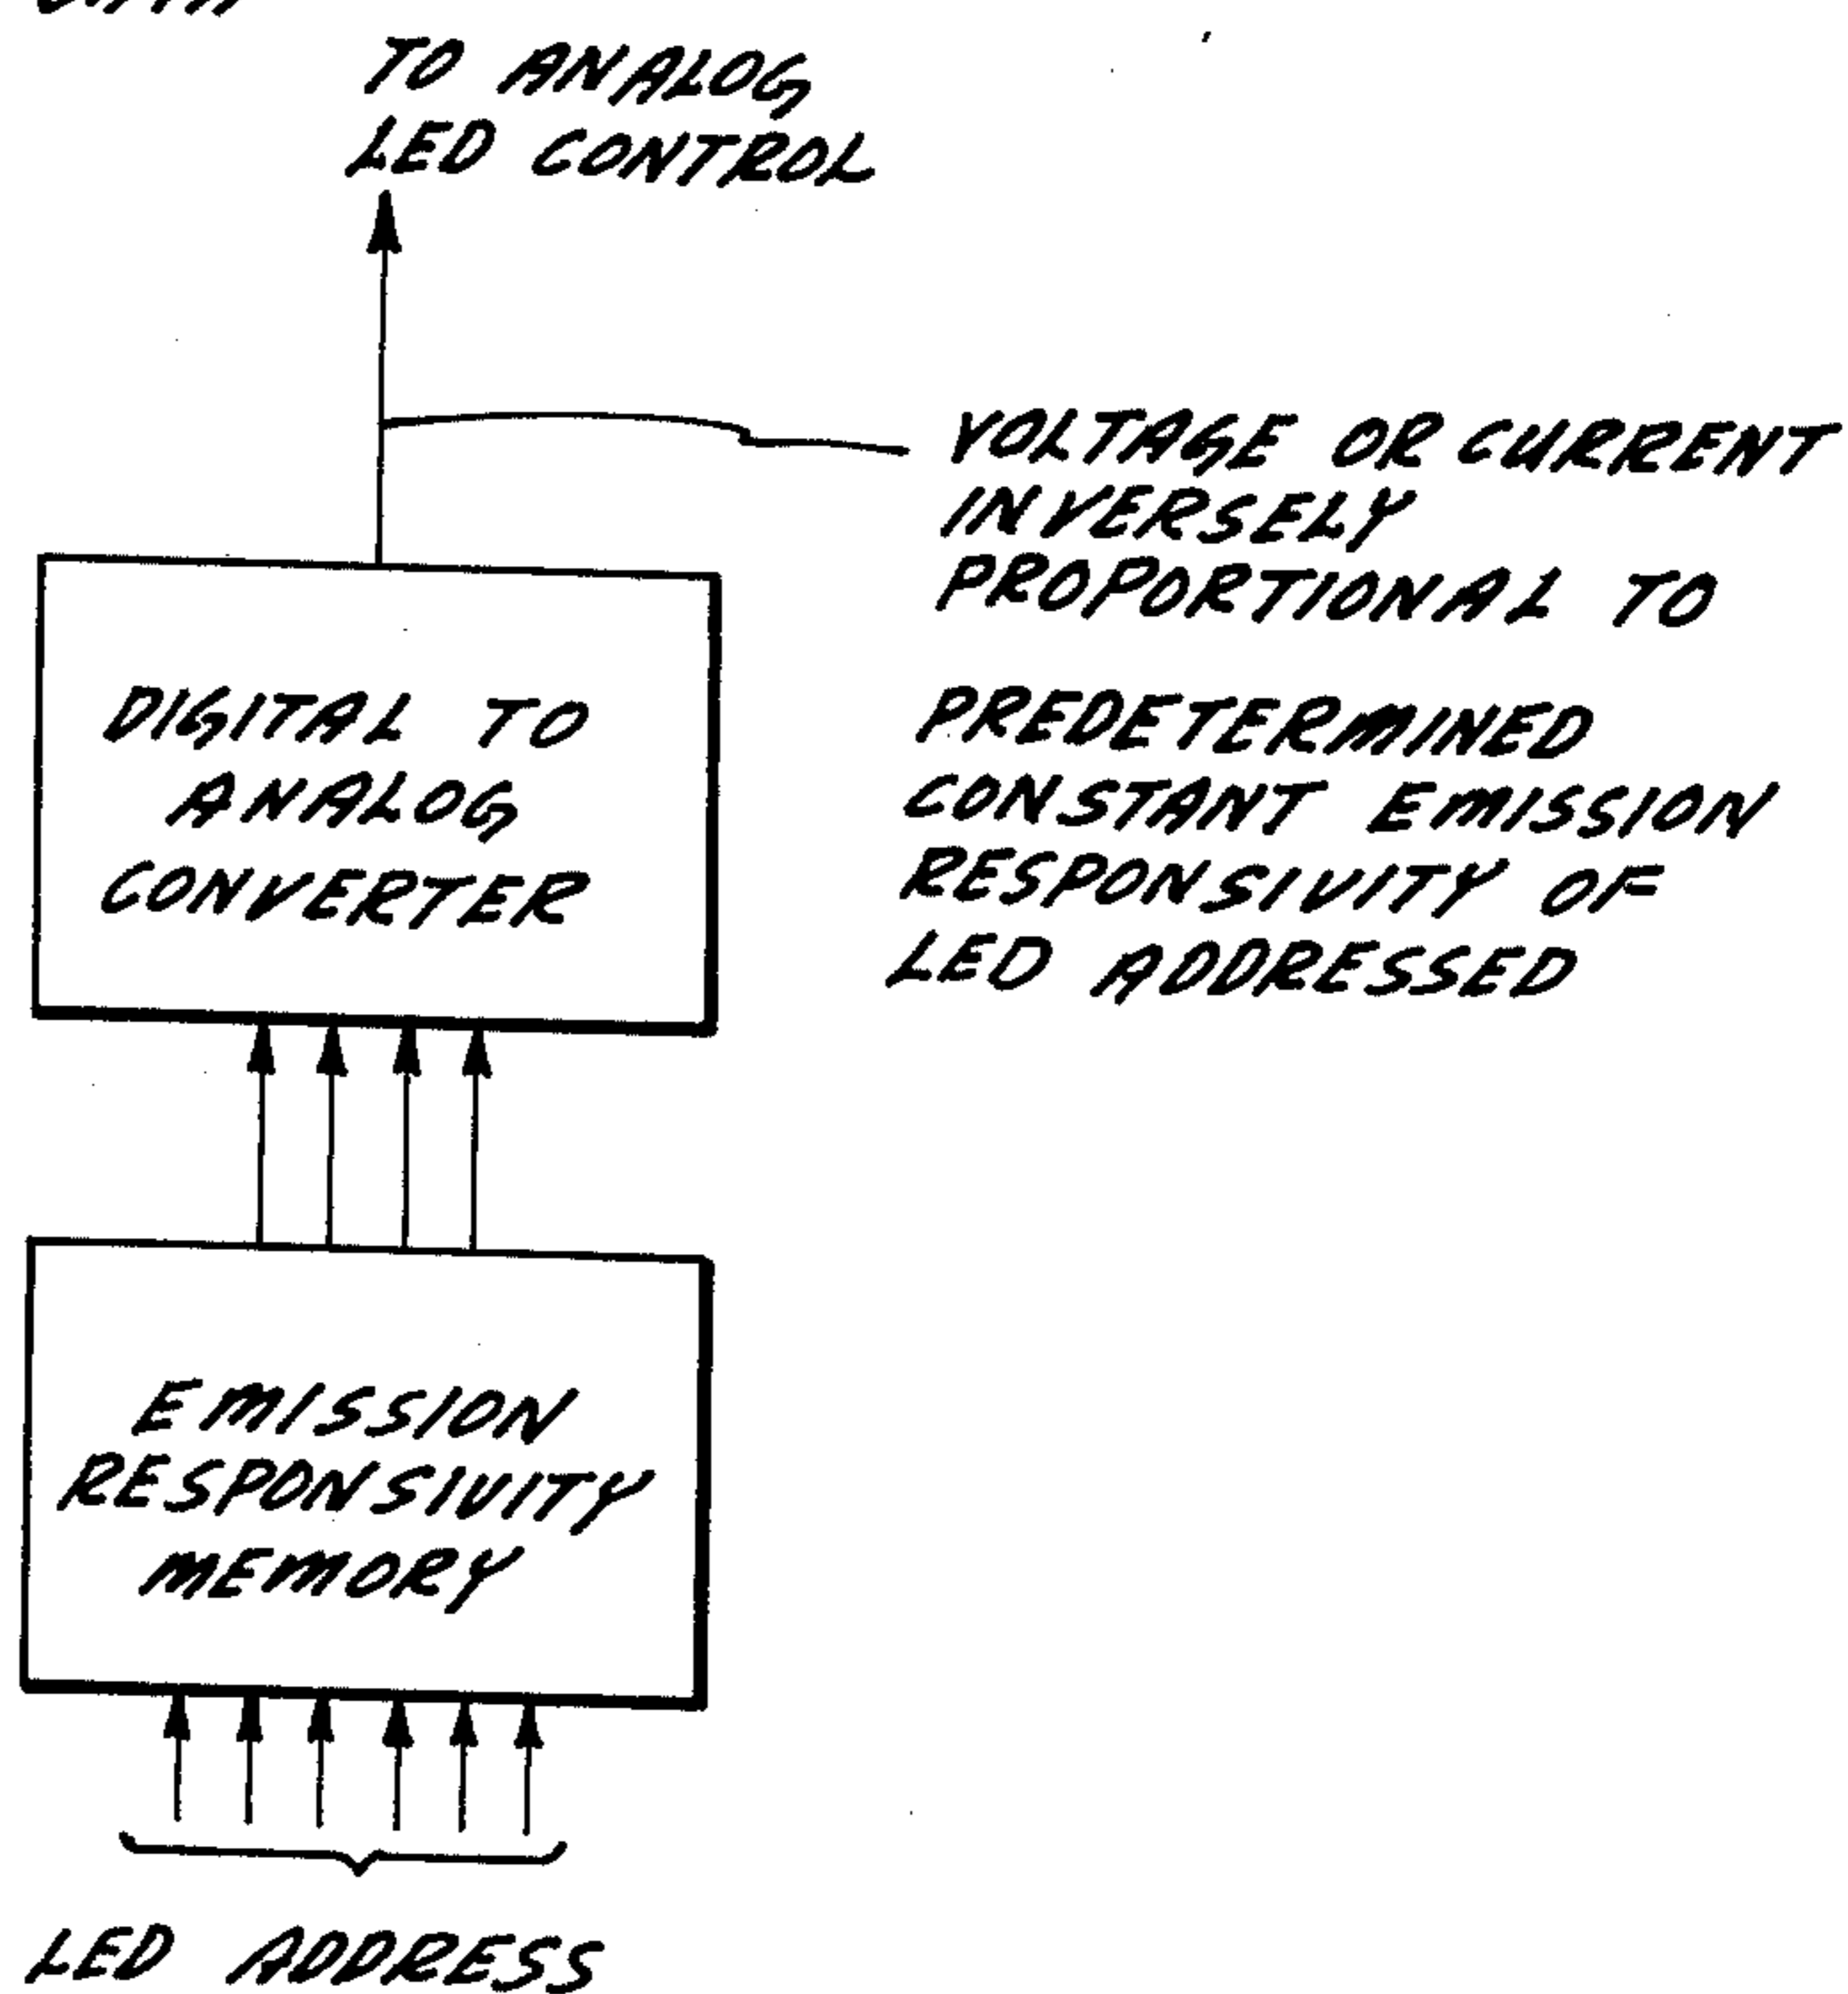 TO ANALOG
LED CONTROL
VOLTAGE OR CURRENT
INVERSELY
PROPORTIONAL TO
PREDETERMINED
CONSTANT EMISSION
RESPONSIVITY OF
LED ADDRESSED
DIGITAL TO
ANALOG
CONVERTER
EMISSION
RESPONSIVITY
MEMORY
LED ADDRESS